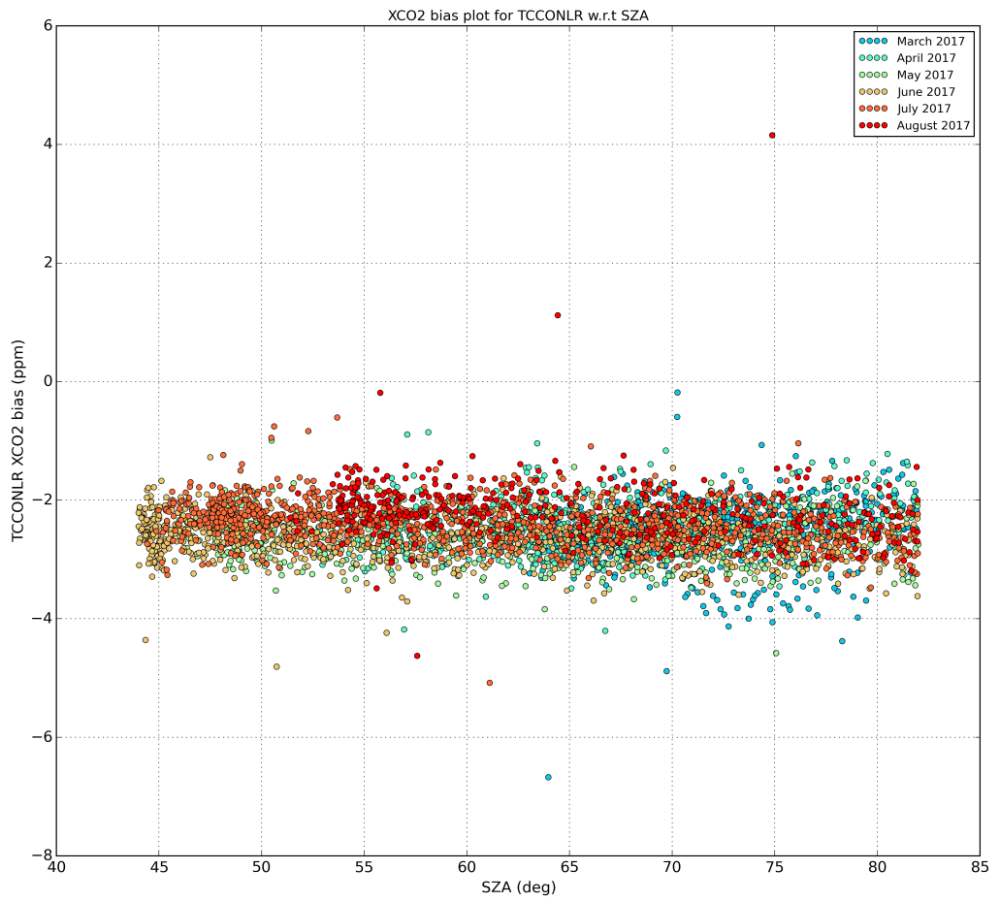 XCO2 bias plot for TCCONLR w.r.t SZA
March 2017
April 2017
May 2017
June 2017
July 2017
August 2017
TCCONLR XCO2 bias (ppm)
6
4
2
0
−2
−4
−6
−8
40 45 50 55 60 65 70 75 80 85
SZA (deg)